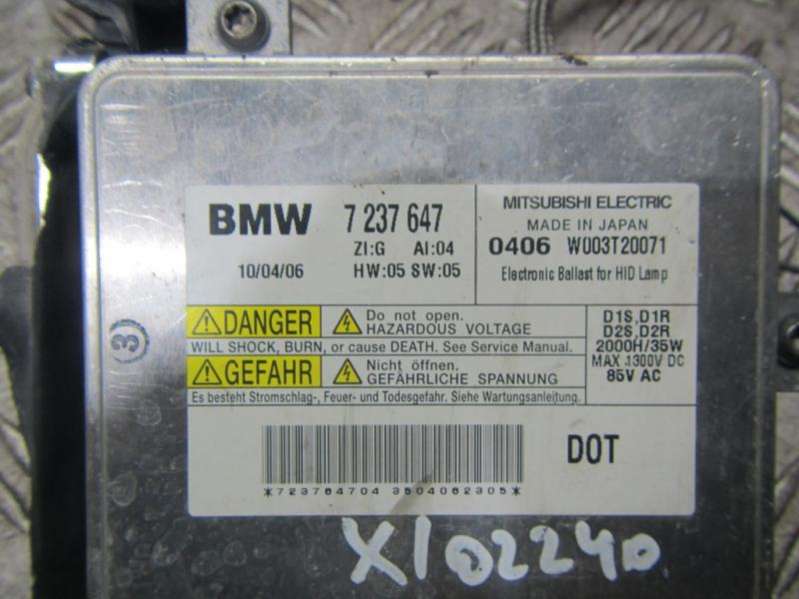 BMW 7 237 647
ZI:G AI:04
10/04/06 HW:05 SW:05
MITSUBISHI ELECTRIC
MADE IN JAPAN
0406 W003T20071
Electronic Ballast for HID Lamp
DANGER Do not open.
HAZARDOUS VOLTAGE
WILL SHOCK, BURN, or cause DEATH. See Service Manual.
GEFAHR Nicht öffnen.
GEFÄHRLICHE SPANNUNG
Es besteht Stromschlag-, Feuer- und Todesgefahr. Siehe Wartungsanleitung.
D1S,D1R
D2S,D2R
2000H/35W
MAX 1300V DC
85V AC
*723764704 3504062305*
DOT
3
X102240